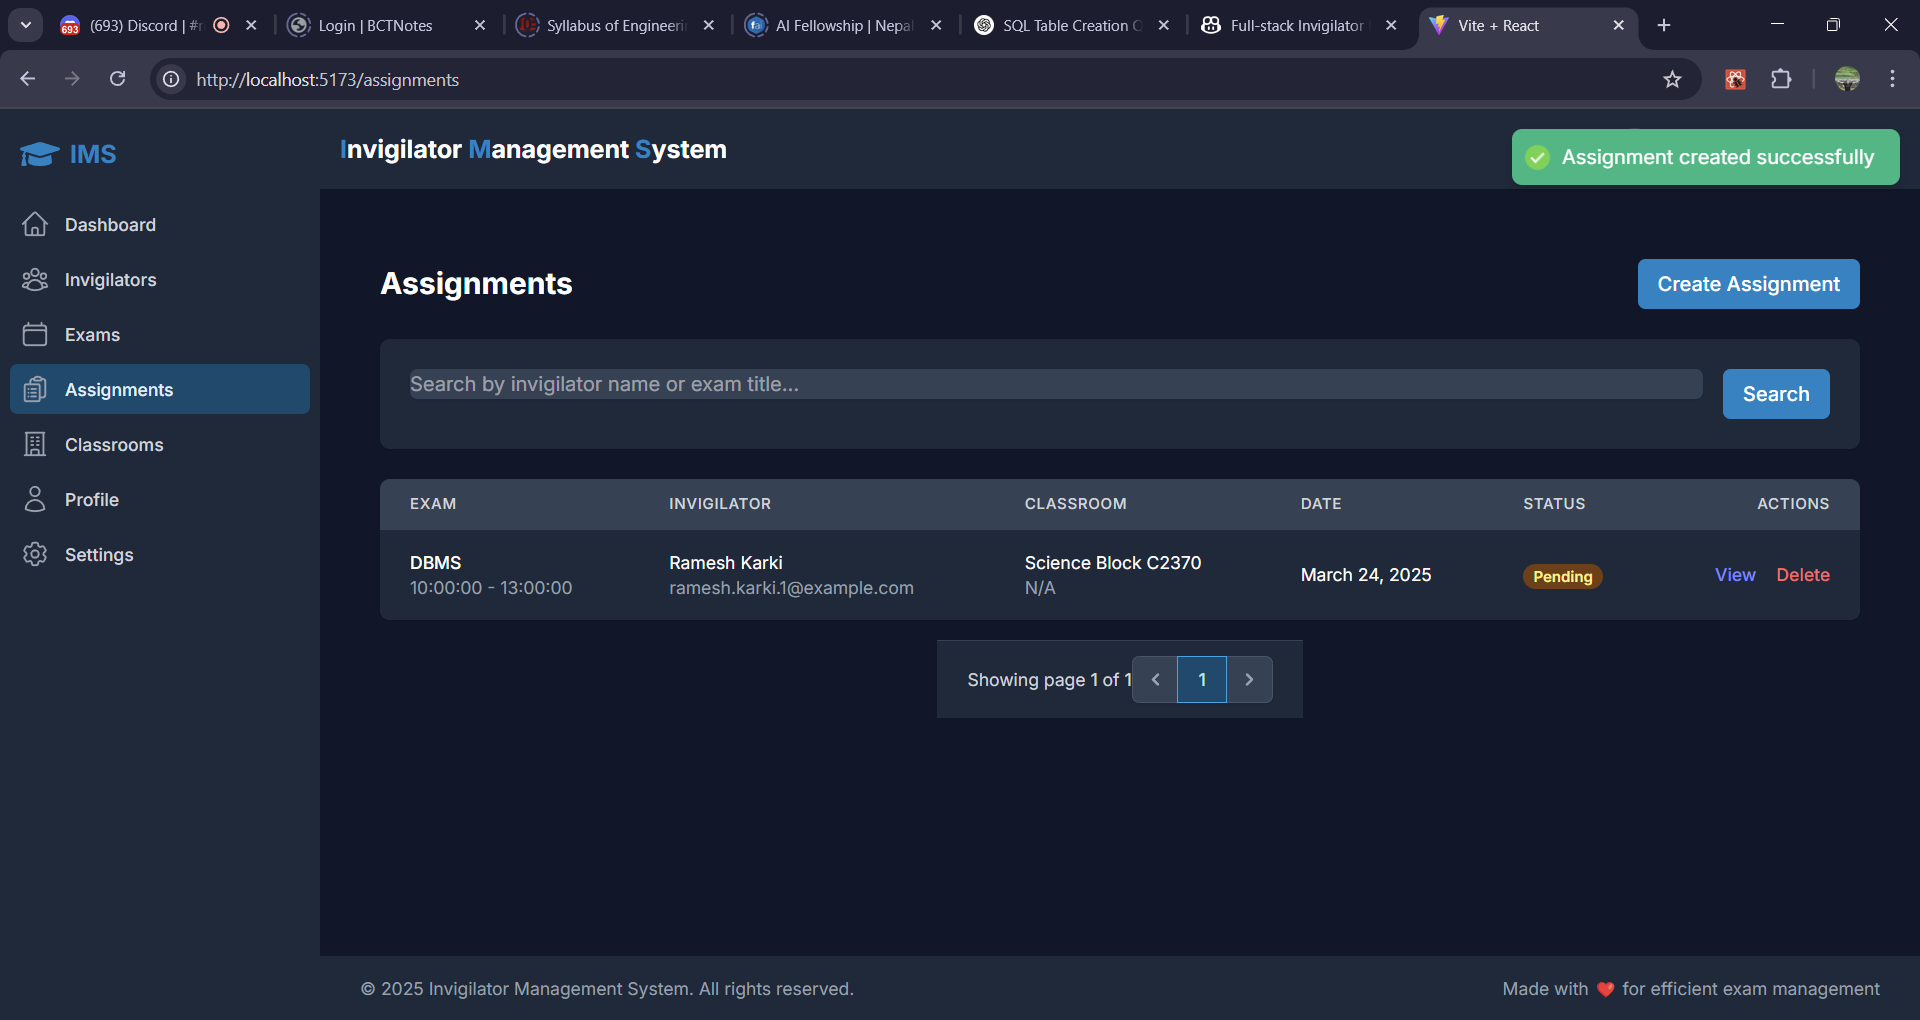 693
(693) Discord | #r
Login | BCTNotes
Syllabus of Engineeri
AI Fellowship | Nepal
SQL Table Creation Q
Full-stack Invigilator
Vite + React
http://localhost:5173/assignments
IMS
Invigilator Management System
Assignment created successfully
Dashboard
Invigilators
Exams
Assignments
Classrooms
Profile
Settings
Assignments
Create Assignment
Search by invigilator name or exam title...
Search
EXAM INVIGILATOR CLASSROOM DATE STATUS ACTIONS
DBMS Ramesh Karki Science Block C2370 March 24, 2025 Pending View Delete
10:00:00 - 13:00:00 ramesh.karki.1@example.com N/A
Showing page 1 of 1 1
© 2025 Invigilator Management System. All rights reserved.
Made with ❤️ for efficient exam management